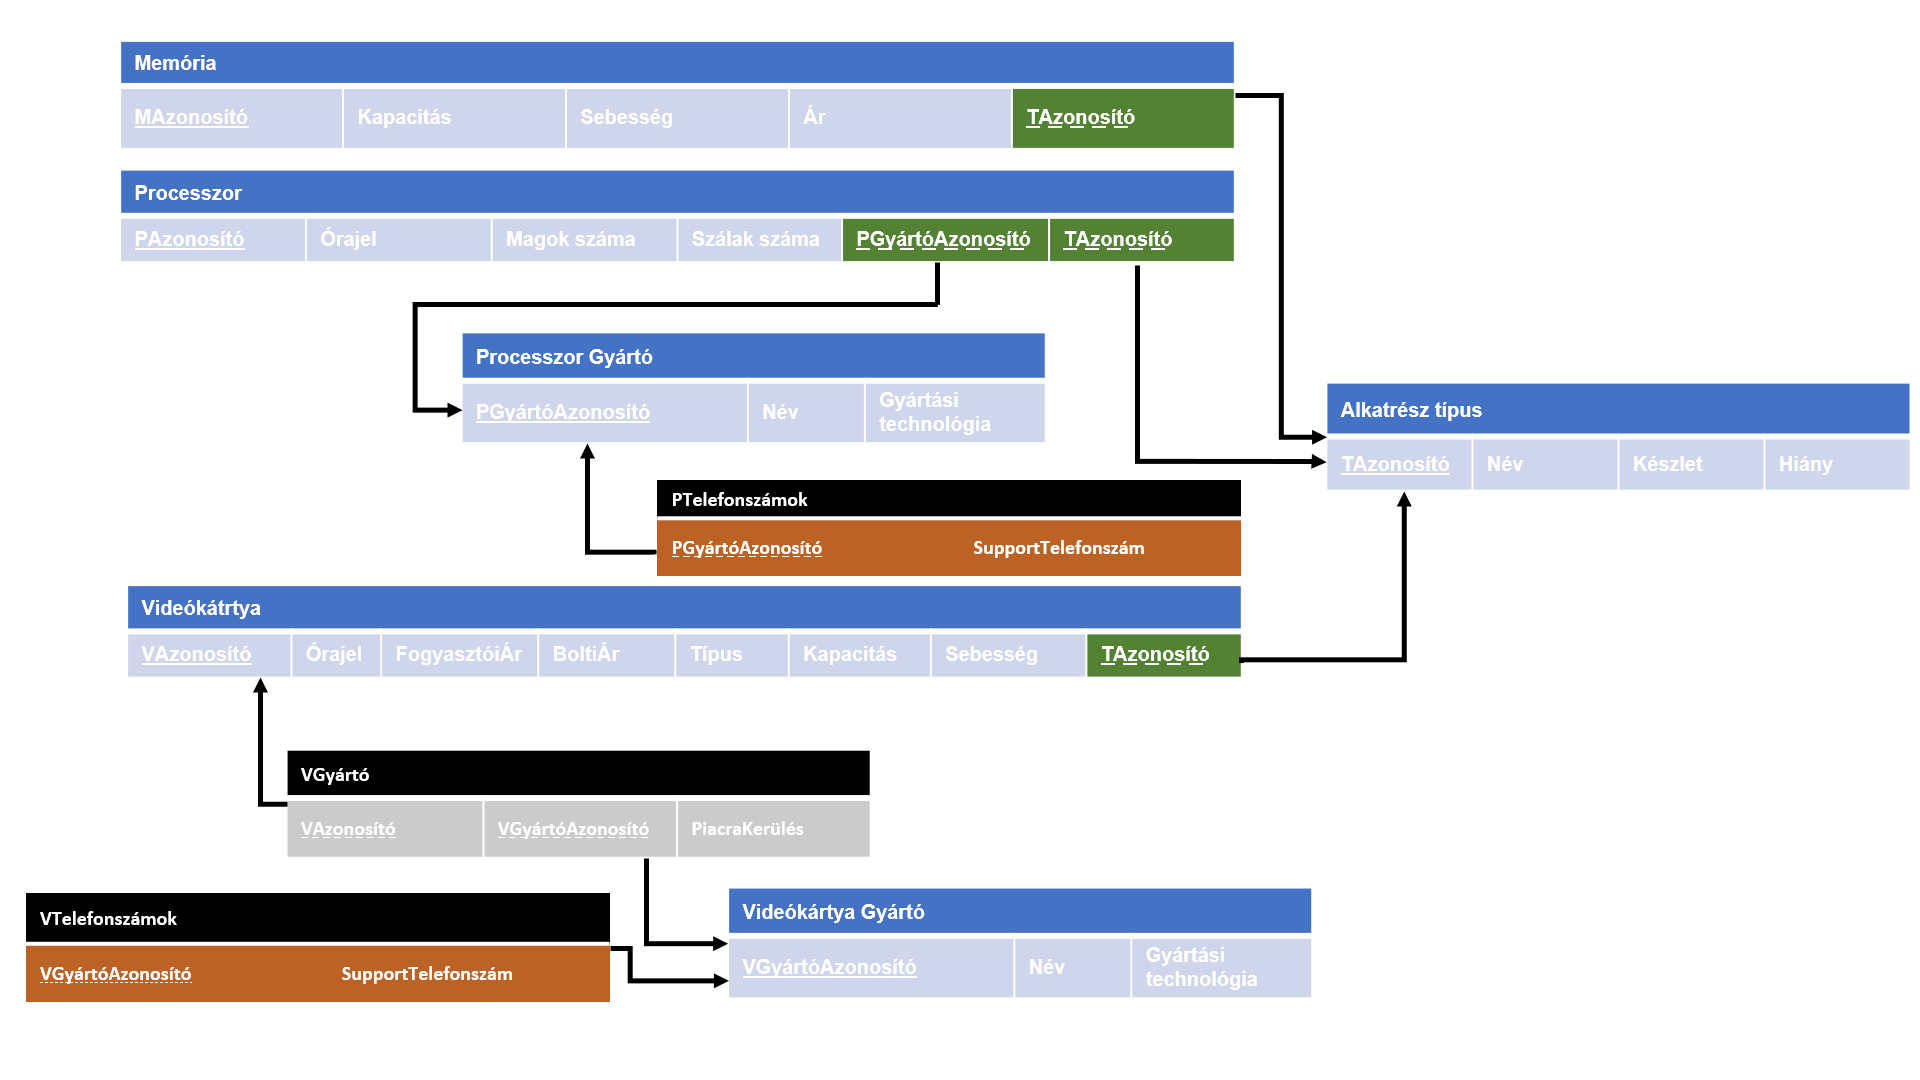 Memória
MAzonosító Kapacitás Sebesség Ár TAzonosító
Processzor
PAzonosító Órajel Magok száma Szálak száma PGyártóAzonosító TAzonosító
Processzor Gyártó
PGyártóAzonosító Név Gyártási
technológia
Alkatrész típus
TAzonosító Név Készlet Hiány
PTelefonszámok
PGyártóAzonosító SupportTelefonszám
Videókátrtya
VAzonosító Órajel FogyasztóiÁr BoltiÁr Típus Kapacitás Sebesség TAzonosító
VGyártó
VAzonosító VGyártóAzonosító PiacraKerülés
VTelefonszámok
VGyártóAzonosító SupportTelefonszám
Videókártya Gyártó
VGyártóAzonosító Név Gyártási
technológia